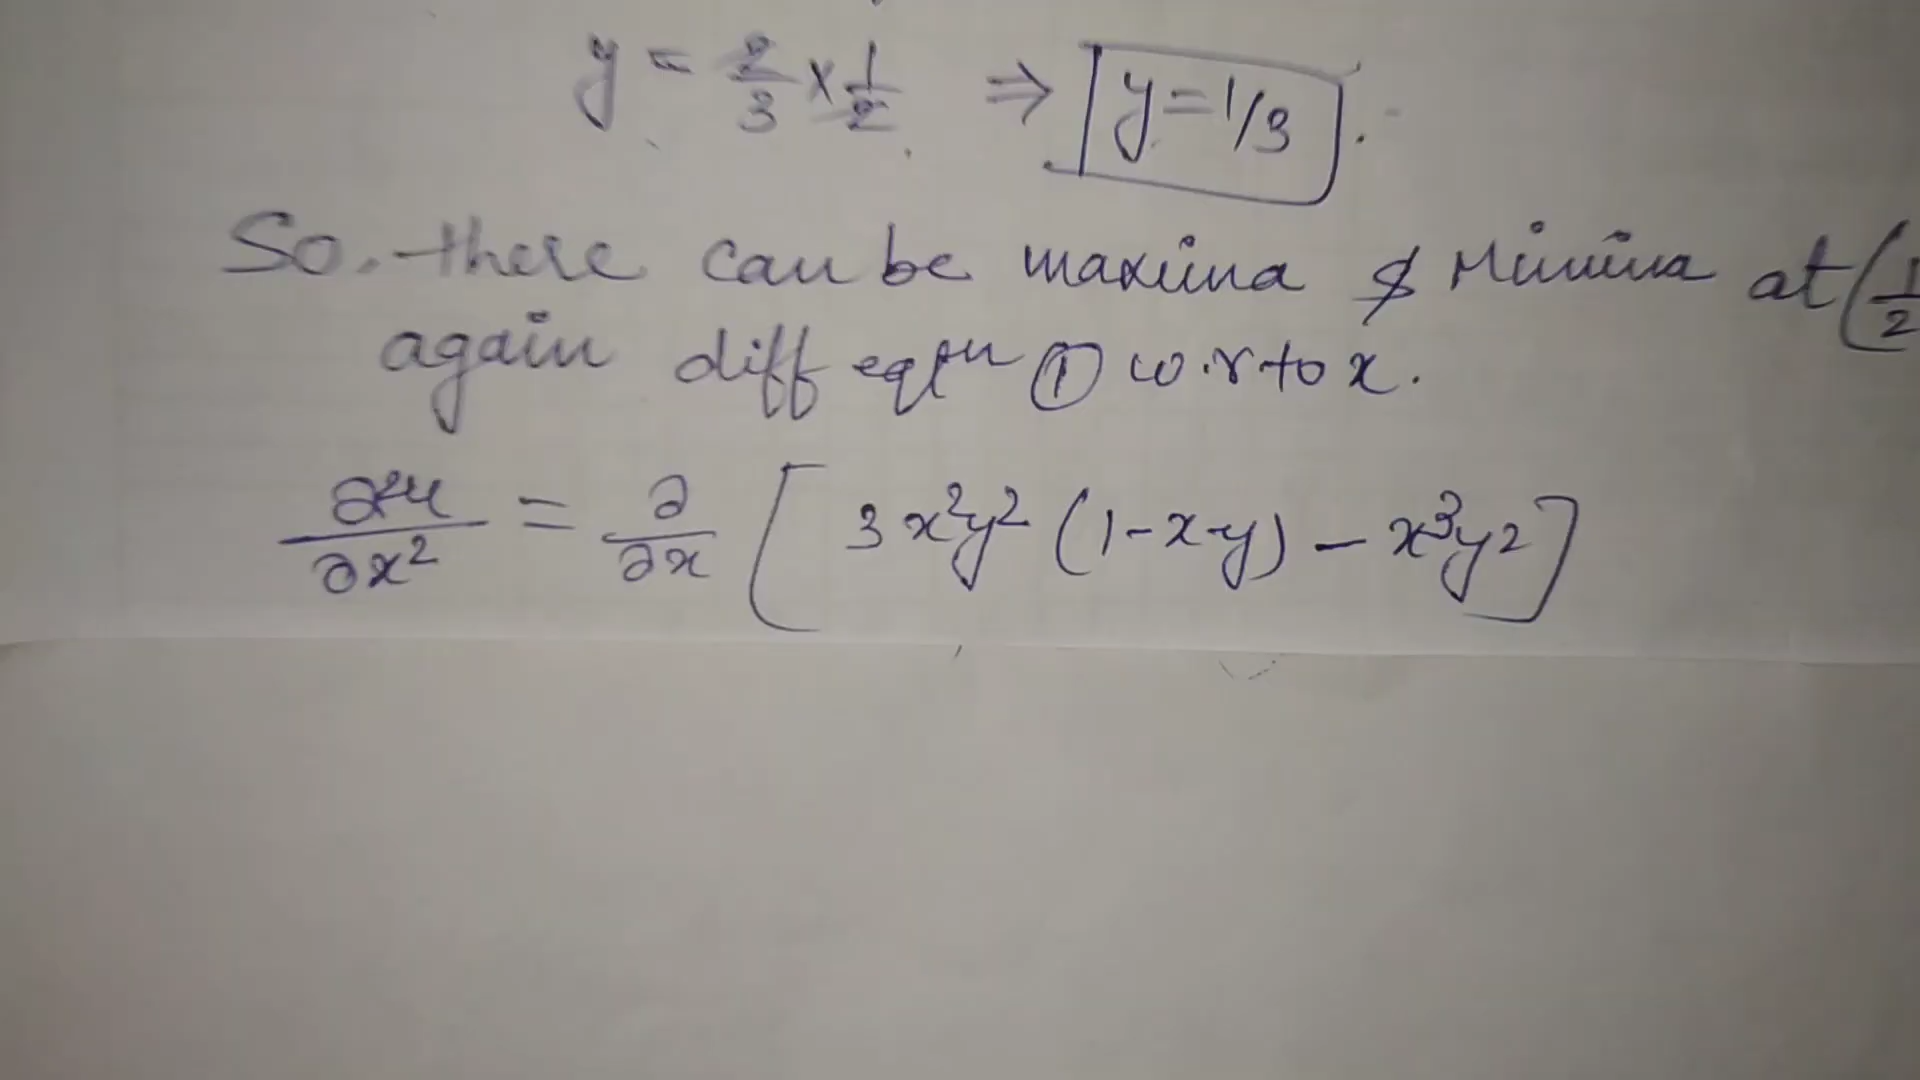 y = 2/3 × 1/2 ⇒ y = 1/3.
So. there can be maxima & Minima at (1/2
again diff eqtn ① w.r to x.
∂²u/∂x² = ∂/∂x [ 3x²y² (1-x-y) - x³y² ]